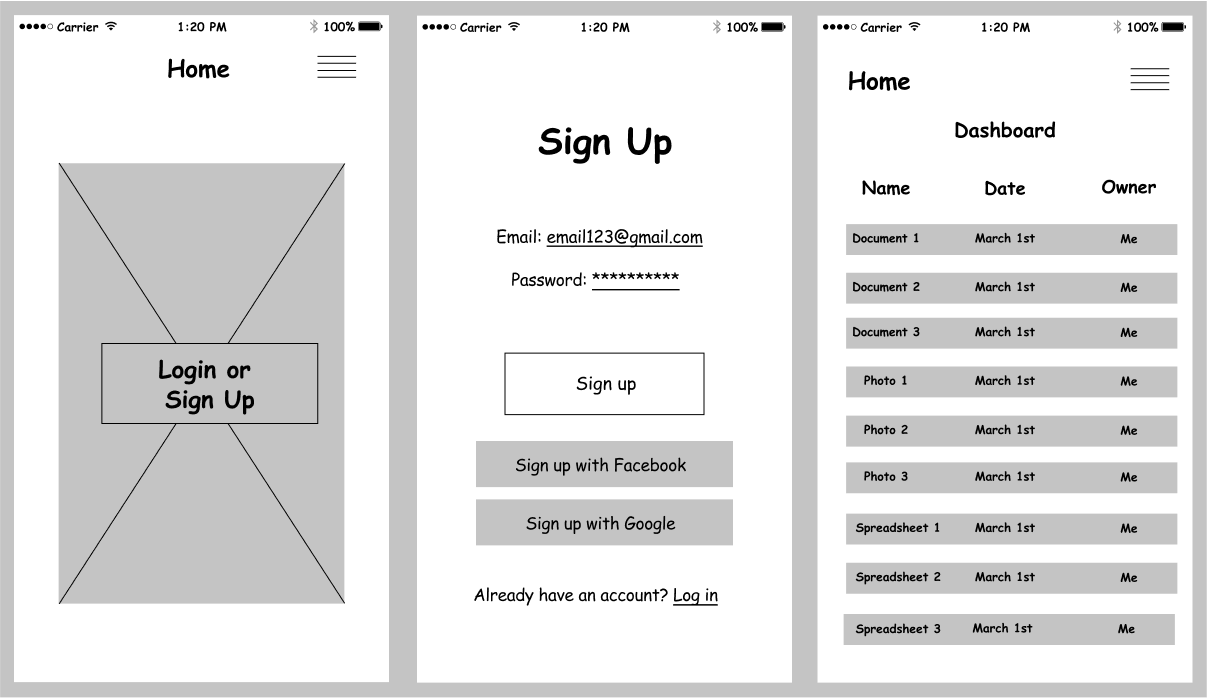 Carrier 1:20 PM 100%
Home
Login or
Sign Up
Carrier 1:20 PM 100%
Sign Up
Email: email123@gmail.com
Password: **********
Sign up
Sign up with Facebook
Sign up with Google
Already have an account? Log in
Carrier 1:20 PM 100%
Home
Dashboard
Name Date Owner
Document 1 March 1st Me
Document 2 March 1st Me
Document 3 March 1st Me
Photo 1 March 1st Me
Photo 2 March 1st Me
Photo 3 March 1st Me
Spreadsheet 1 March 1st Me
Spreadsheet 2 March 1st Me
Spreadsheet 3 March 1st Me